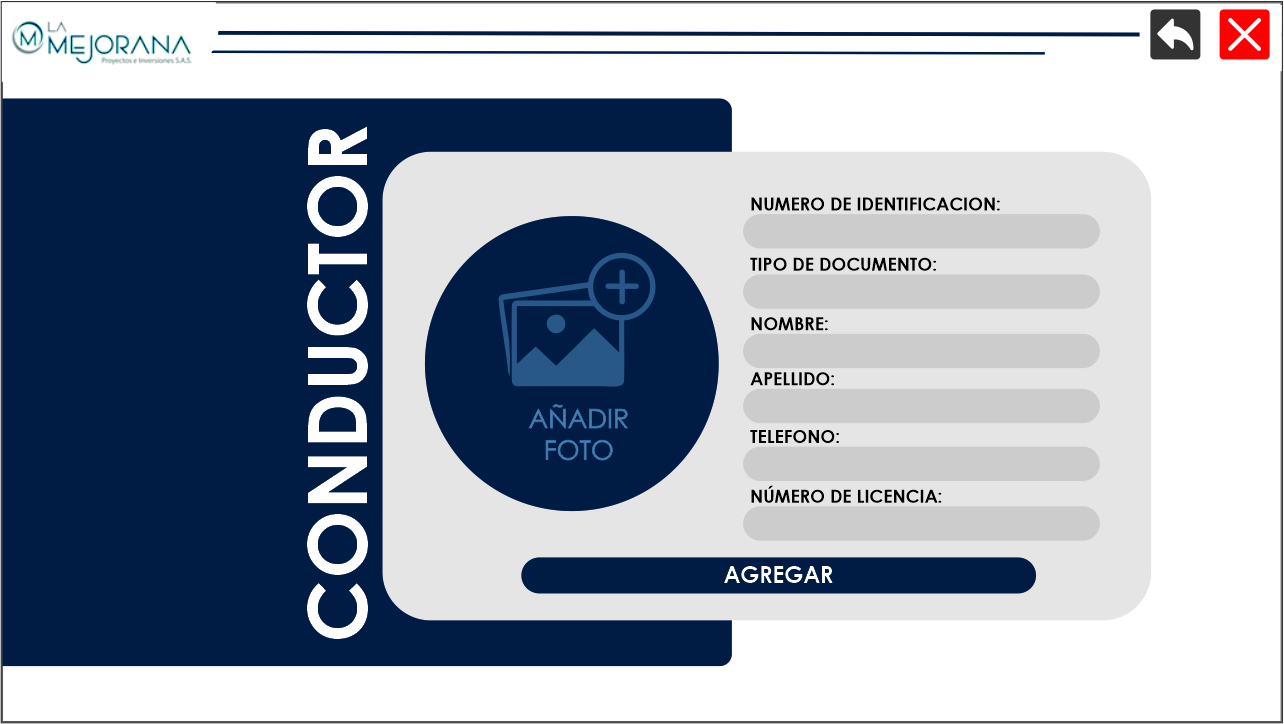 LA
MEJORANA
Proyectos e Inversiones S.A.S.
CONDUCTOR
AÑADIR
FOTO
NUMERO DE IDENTIFICACION:
TIPO DE DOCUMENTO:
NOMBRE:
APELLIDO:
TELEFONO:
NÚMERO DE LICENCIA:
AGREGAR